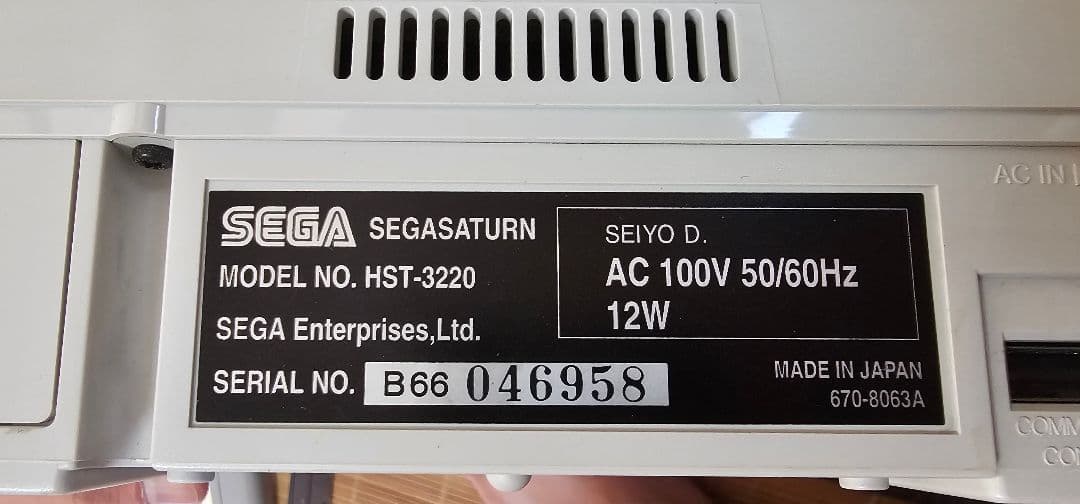 AC IN
SEGA SEGASATURN
MODEL NO. HST-3220
SEGA Enterprises,Ltd.
SERIAL NO. B66 046958
SEIYO D.
AC 100V 50/60Hz
12W
MADE IN JAPAN
670-8063A